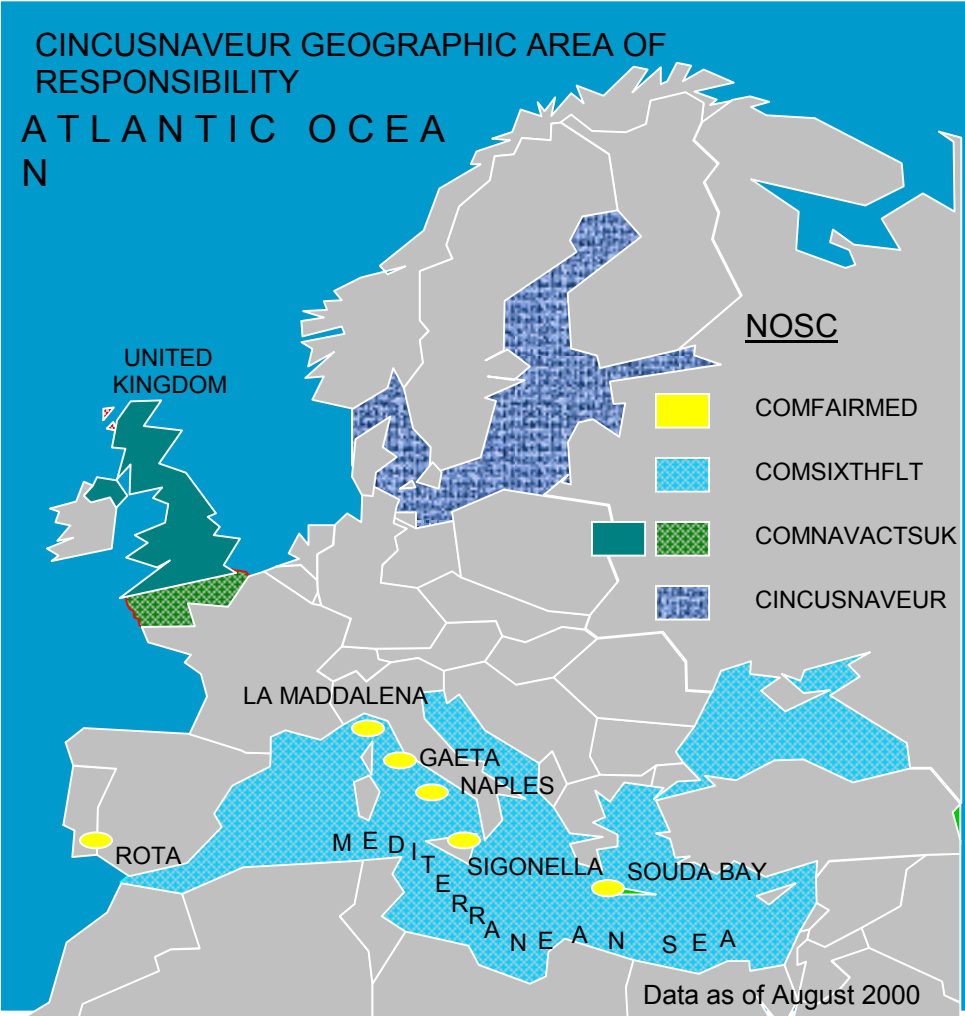 CINCUSNAVEUR GEOGRAPHIC AREA OF
RESPONSIBILITY
A T L A N T I C O C E A
N
UNITED
KINGDOM
NOSC
COMFAIRMED
COMSIXTHFLT
COMNAVACTSUK
CINCUSNAVEUR
LA MADDALENA
GAETA
NAPLES
ROTA
SIGONELLA
SOUDA BAY
M E D I T E R R A N E A N S E A
Data as of August 2000